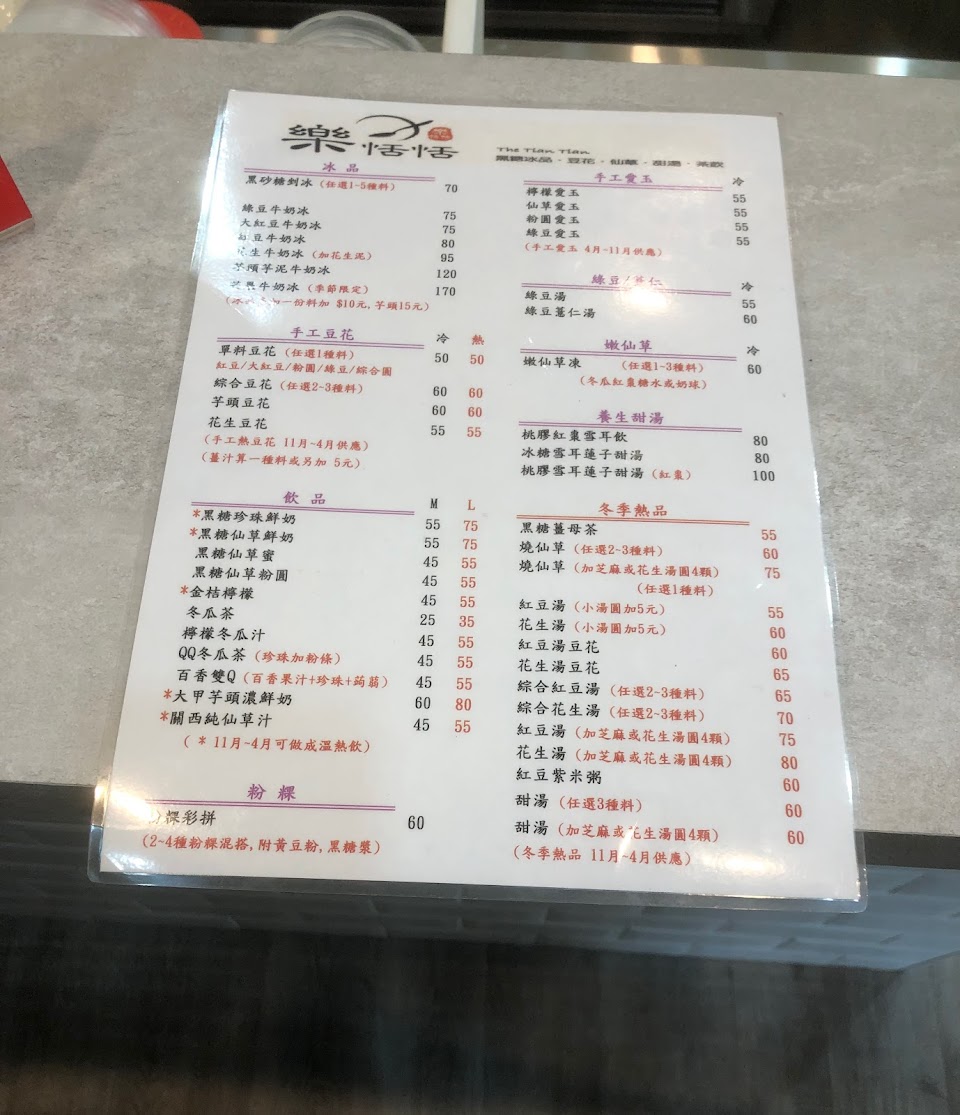 樂恬恬
The Tian Tian
黑糖冰品・豆花・仙草・甜湯・茶飲
冰品
黑砂糖剉冰(任選1~5種料) 70
綠豆牛奶冰 75
大紅豆牛奶冰 75
豆牛奶冰 80
花生牛奶冰(加花生泥) 95
芋頭芋泥牛奶冰 120
牛奶冰(季節限定) 170
一份料加 $10元,芋頭15元)
手工豆花 冷 熱
單料豆花(任選1種料) 50 50
紅豆/大紅豆/粉圓/綠豆/綜合圓
綜合豆花(任選2~3種料) 60 60
芋頭豆花 60 60
花生豆花 55 55
(手工熱豆花 11月~4月供應)
(薑汁算一種料或另加 5元)
飲品 M L
*黑糖珍珠鮮奶 55 75
*黑糖仙草鮮奶 55 75
黑糖仙草蜜 45 55
黑糖仙草粉圓 45 55
*金桔檸檬 45 55
冬瓜茶 25 35
檸檬冬瓜汁 45 55
QQ冬瓜茶(珍珠加粉條) 45 55
百香雙Q(百香果汁+珍珠+蒟蒻) 45 55
*大甲芋頭濃鮮奶 60 80
*關西純仙草汁 45 55
( * 11月~4月可做成溫熱飲)
粉粿
粿彩拼 60
(2~4種粉粿混搭,附黃豆粉,黑糖漿)
手工愛玉 冷
檸檬愛玉 55
仙草愛玉 55
粉圓愛玉 55
綠豆愛玉 55
(手工愛玉 4月~11月供應)
綠豆/薏仁 冷
綠豆湯 55
綠豆薏仁湯 60
嫩仙草 冷
嫩仙草凍 (任選1~3種料) 60
(冬瓜紅棗糖水或奶球)
養生甜湯
桃膠紅棗雪耳飲 80
冰糖雪耳蓮子甜湯 80
桃膠雪耳蓮子甜湯(紅棗) 100
冬季熱品
黑糖薑母茶 55
燒仙草(任選2~3種料) 60
燒仙草(加芝麻或花生湯圓4顆) 75
(任選1種料)
紅豆湯(小湯圓加5元) 55
花生湯(小湯圓加5元) 60
紅豆湯豆花 60
花生湯豆花 65
綜合紅豆湯(任選2~3種料) 65
綜合花生湯(任選2~3種料) 70
紅豆湯(加芝麻或花生湯圓4顆) 75
花生湯(加芝麻或花生湯圓4顆) 80
紅豆紫米粥 60
甜湯(任選3種料) 60
甜湯(加芝麻或花生湯圓4顆) 60
(冬季熱品 11月~4月供應)